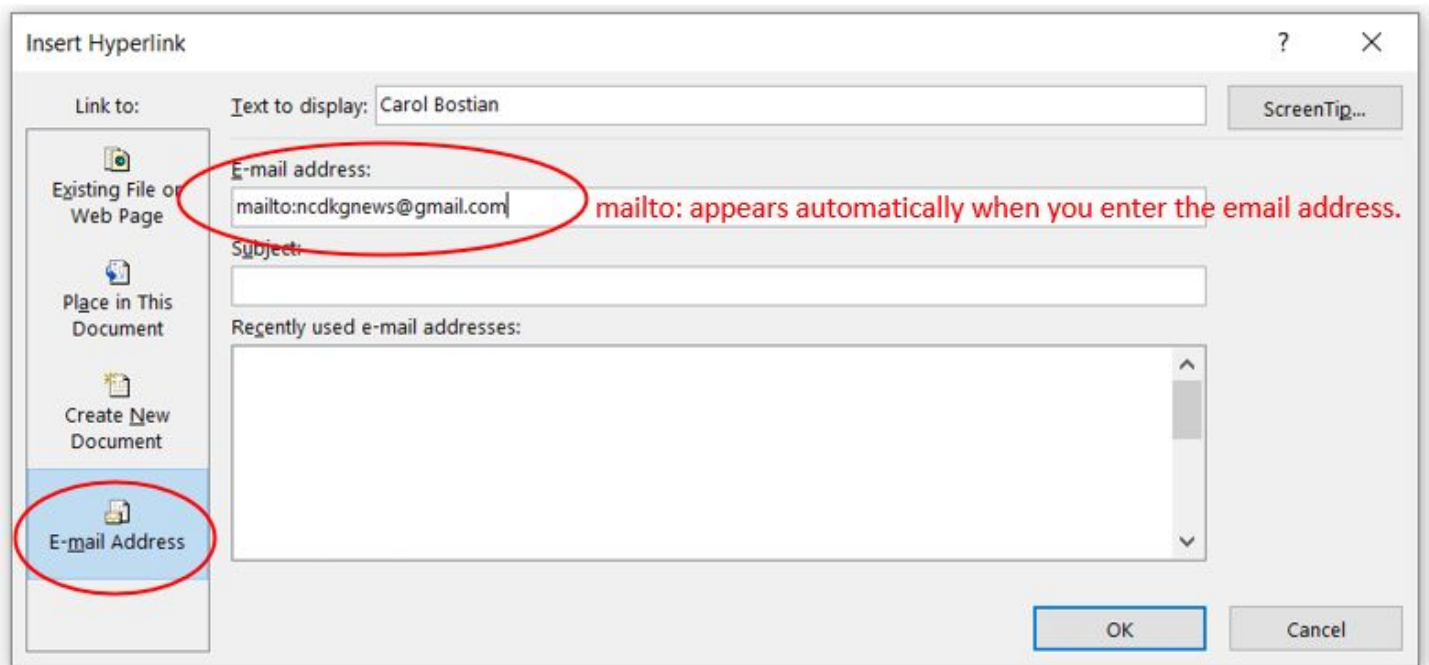 Insert Hyperlink
? ×
Link to:
Text to display: Carol Bostian
ScreenTip...
Existing File or
Web Page
E-mail address:
mailto:ncdkgnews@gmail.com
mailto: appears automatically when you enter the email address.
Subject:
Place in This
Document
Recently used e-mail addresses:
Create New
Document
E-mail Address
OK
Cancel